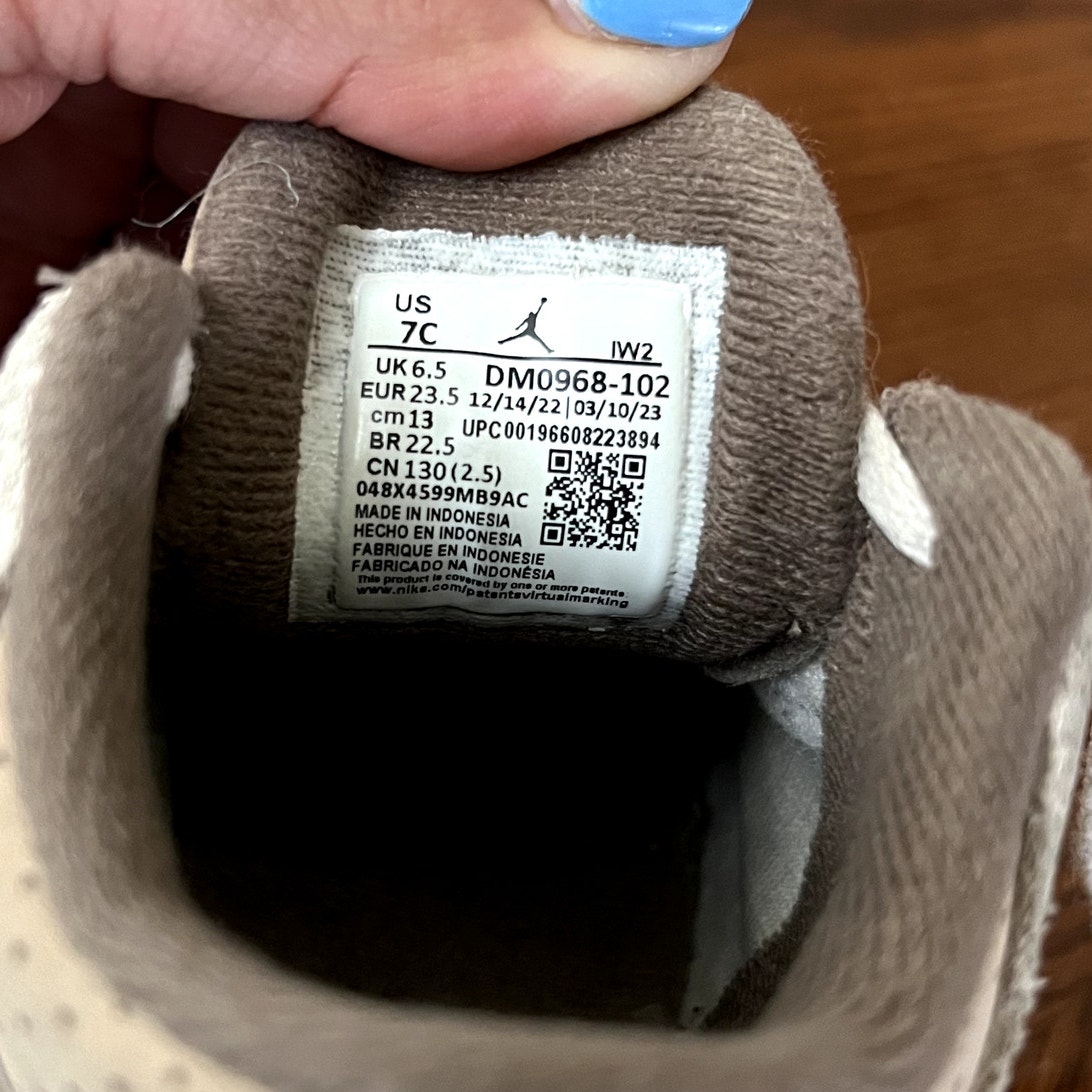 US
7C
IW2
UK 6.5
DM0968-102
EUR 23.5
12/14/22|03/10/23
cm 13
UPC00196608223894
BR 22.5
CN 130 (2.5)
048X4599MB9AC
MADE IN INDONESIA
HECHO EN INDONESIA
FABRIQUE EN INDONESIE
FABRICADO NA INDONÉSIA
This product is covered by one or more patents.
www.nike.com/patentsvirtualmarking